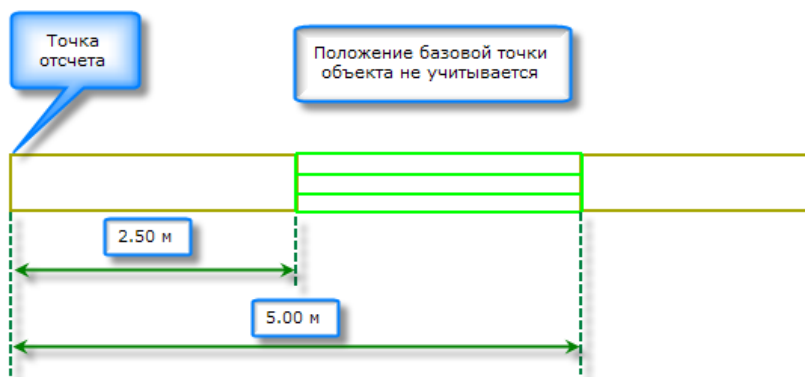 Точка
отсчета
Положение базовой точки
объекта не учитывается
2.50 м
5.00 м